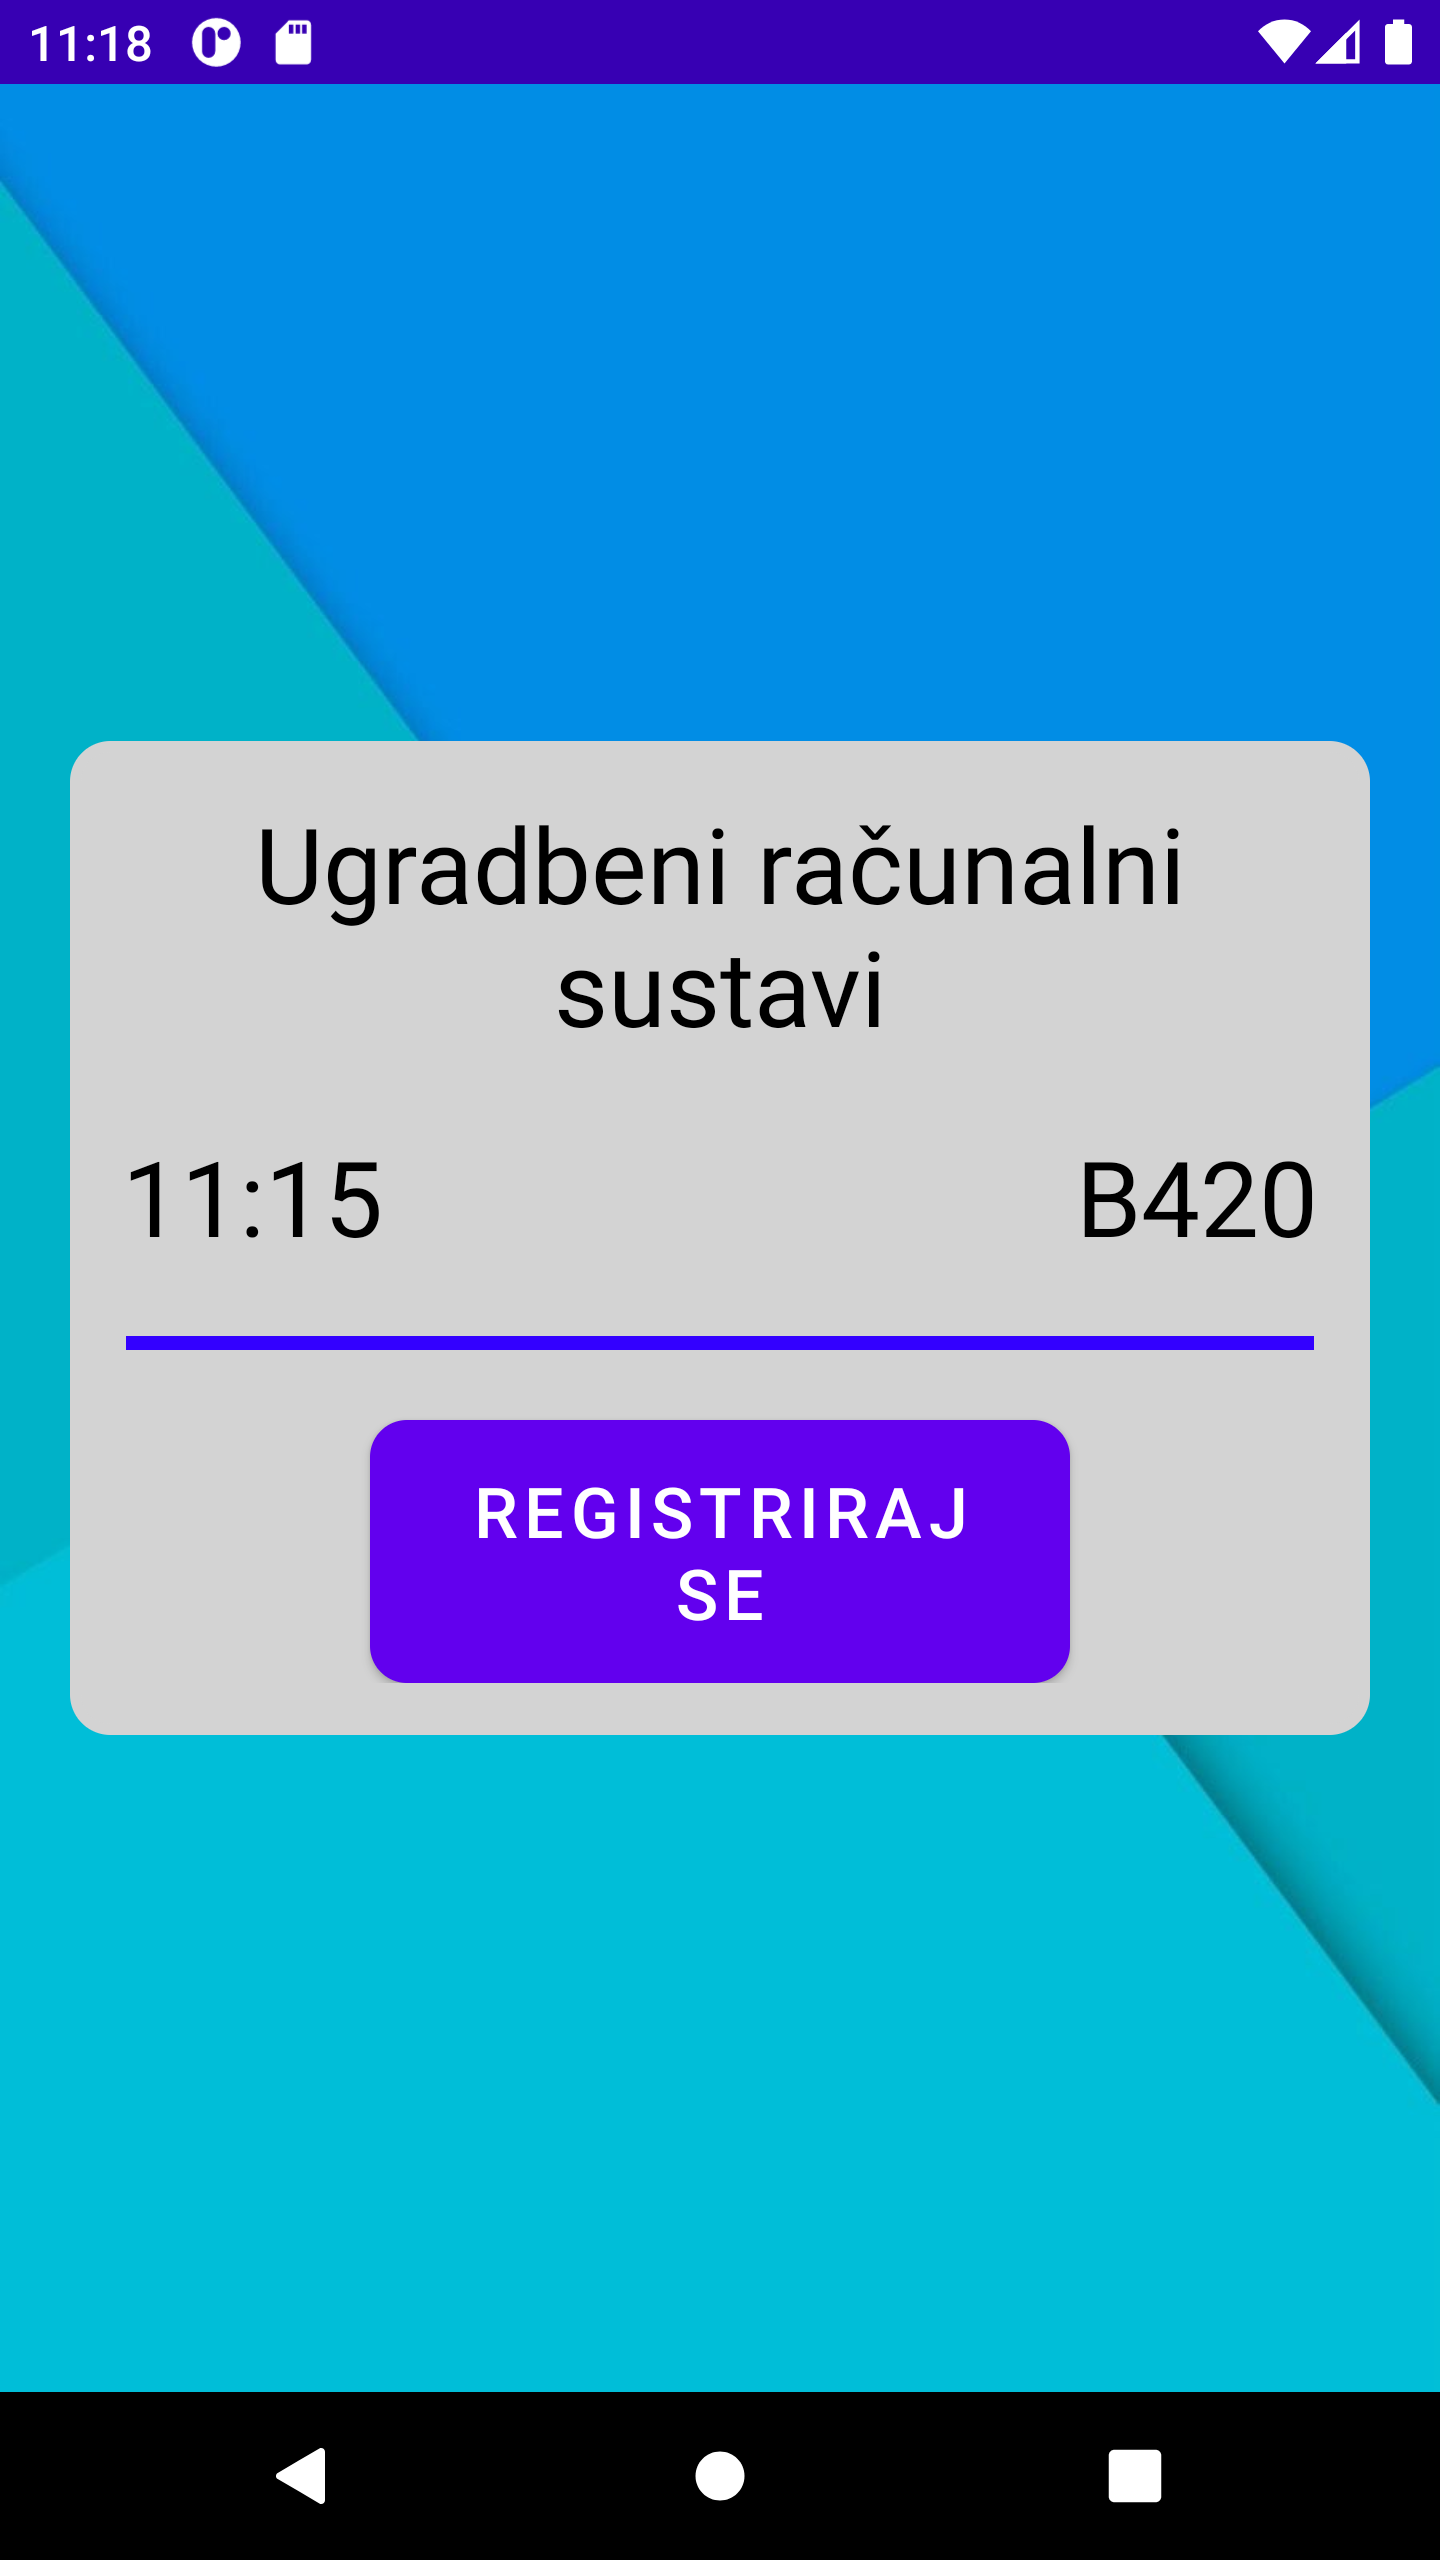 11:18
Ugradbeni računalni
sustavi
11:15 B420
REGISTRIRAJ
SE